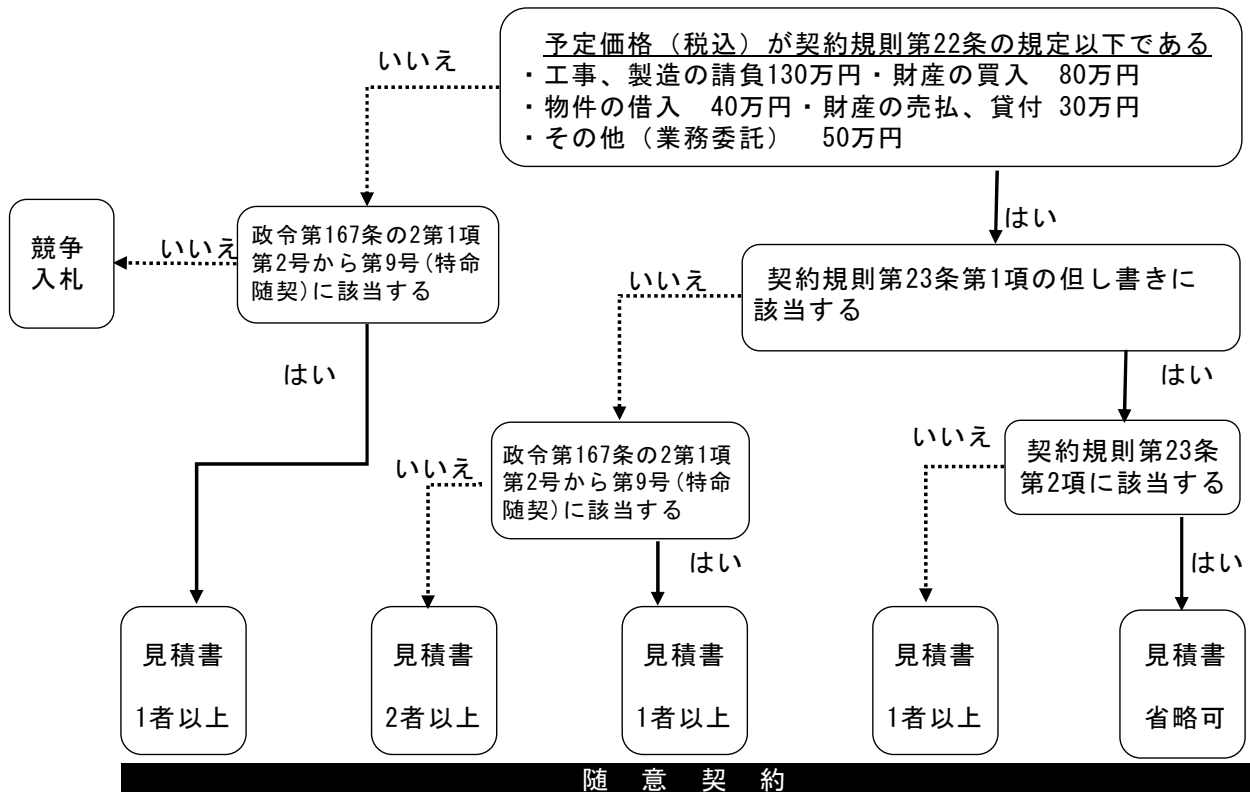 予定価格（税込）が契約規則第22条の規定以下である
・工事、製造の請負130万円・財産の買入　80万円
・物件の借入　40万円・財産の売払、貸付 30万円
・その他（業務委託）　50万円
いいえ
はい
競争
入札
いいえ
政令第167条の2第1項
第2号から第9号(特命
随契)に該当する
いいえ
契約規則第23条第1項の但し書きに
該当する
はい
はい
いいえ
政令第167条の2第1項
第2号から第9号(特命
随契)に該当する
いいえ
契約規則第23条
第2項に該当する
はい
はい
見積書
1者以上
見積書
2者以上
見積書
1者以上
見積書
1者以上
見積書
省略可
随 意 契 約